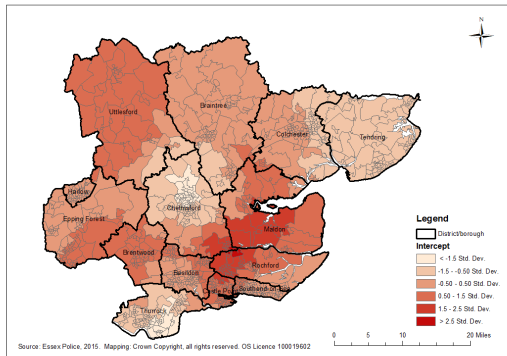 N
Uttlesford
Braintree
Colchester
Tendring
Harlow
Chelmsford
Epping Forest
Maldon
Brentwood
Basildon
Rochford
Castle Point
Southend-on-Sea
Thurrock
Legend
District/borough
Intercept
< -1.5 Std. Dev.
-1.5 - -0.50 Std. Dev.
-0.50 - 0.50 Std. Dev.
0.50 - 1.5 Std. Dev.
1.5 - 2.5 Std. Dev.
> 2.5 Std. Dev.
0 5 10 20 Miles
Source: Essex Police, 2015. Mapping: Crown Copyright, all rights reserved. OS Licence 100019602